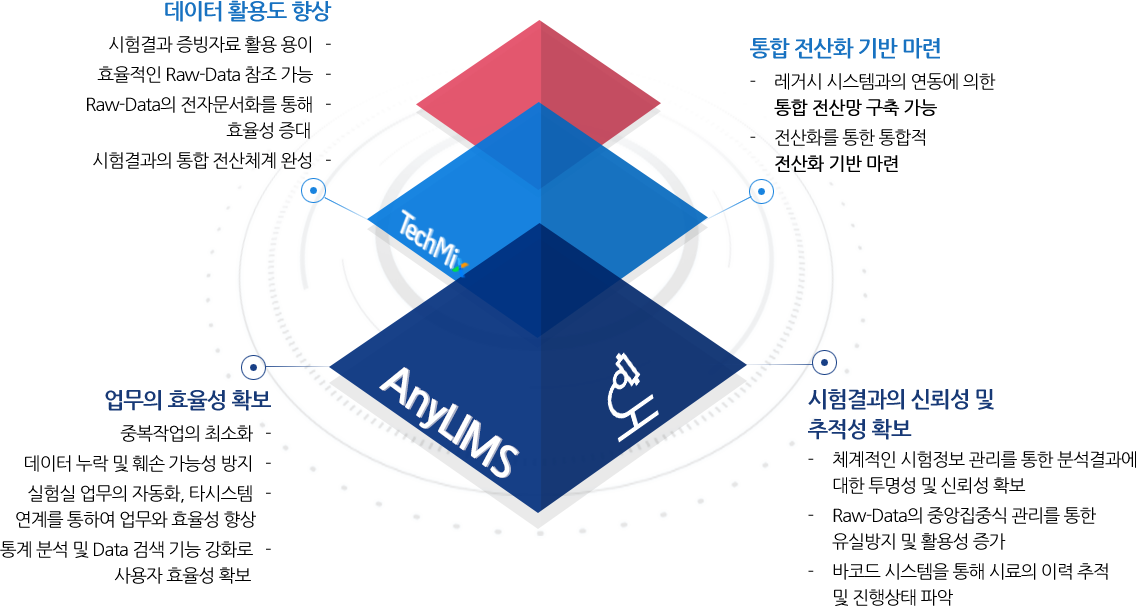 데이터 활용도 향상
시험결과 증빙자료 활용 용이 -
효율적인 Raw-Data 참조 가능 -
Raw-Data의 전자문서화를 통해 -
효율성 증대
시험결과의 통합 전산체계 완성 -
통합 전산화 기반 마련
- 레거시 시스템과의 연동에 의한
통합 전산망 구축 가능
- 전산화를 통한 통합적
전산화 기반 마련
TechMix
AnyLIMS
업무의 효율성 확보
중복작업의 최소화 -
데이터 누락 및 훼손 가능성 방지 -
실험실 업무의 자동화, 타시스템 -
연계를 통하여 업무와 효율성 향상
통계 분석 및 Data 검색 기능 강화로 -
사용자 효율성 확보
시험결과의 신뢰성 및
추적성 확보
- 체계적인 시험정보 관리를 통한 분석결과에
대한 투명성 및 신뢰성 확보
- Raw-Data의 중앙집중식 관리를 통한
유실방지 및 활용성 증가
- 바코드 시스템을 통해 시료의 이력 추적
및 진행상태 파악